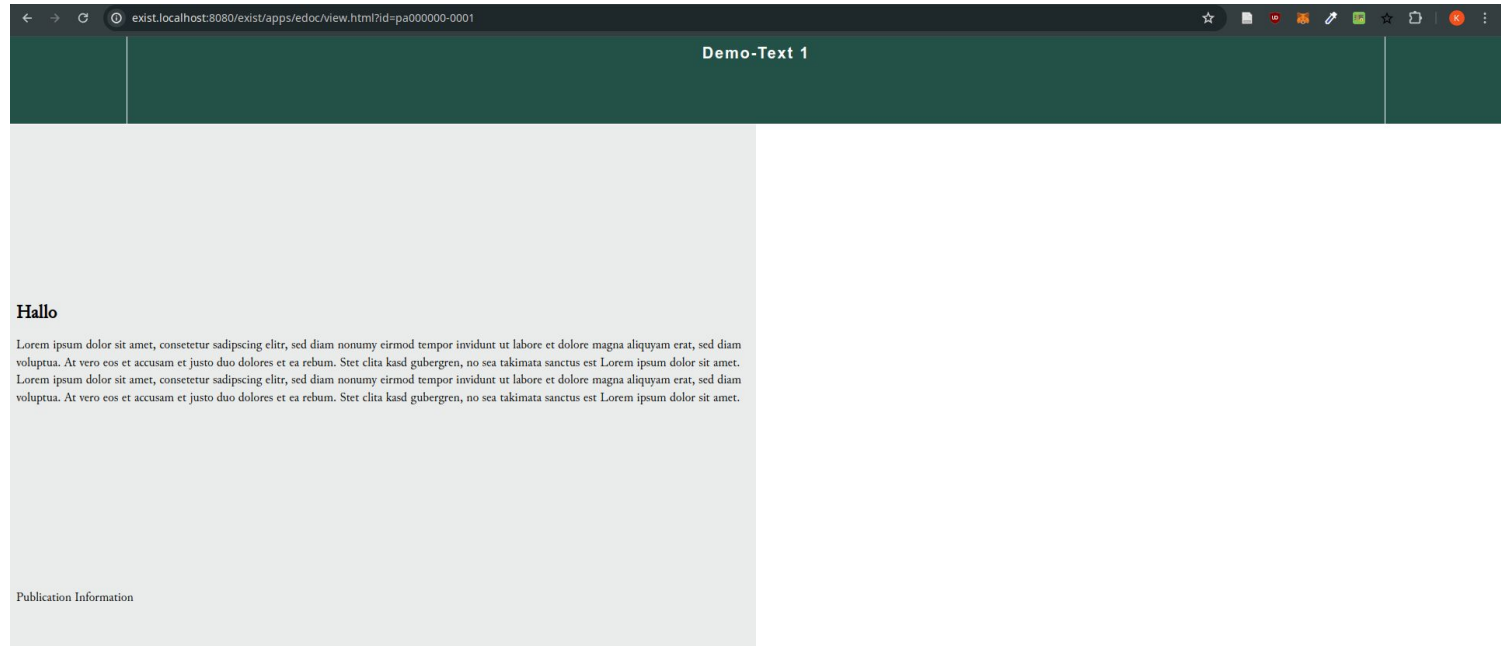 exist.localhost:8080/exist/apps/edoc/view.html?id=pa000000-0001
K
Demo-Text 1
Hallo
Lorem ipsum dolor sit amet, consetetur sadipscing elitr, sed diam nonumy eirmod tempor invidunt ut labore et dolore magna aliquyam erat, sed diam
voluptua. At vero eos et accusam et justo duo dolores et ea rebum. Stet clita kasd gubergren, no sea takimata sanctus est Lorem ipsum dolor sit amet.
Lorem ipsum dolor sit amet, consetetur sadipscing elitr, sed diam nonumy eirmod tempor invidunt ut labore et dolore magna aliquyam erat, sed diam
voluptua. At vero eos et accusam et justo duo dolores et ea rebum. Stet clita kasd gubergren, no sea takimata sanctus est Lorem ipsum dolor sit amet.
Publication Information